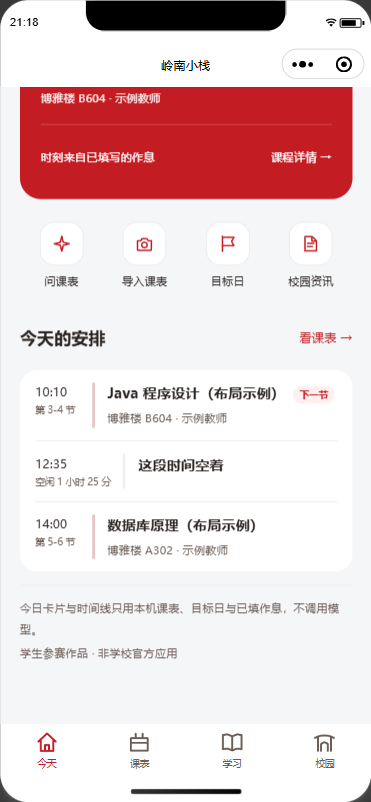 21:18
岭南小栈
博雅楼 B604 · 示例教师
时刻来自已填写的作息 课程详情 →
问课表 导入课表 目标日 校园资讯
今天的安排 看课表 →
10:10 Java 程序设计（布局示例） 下一节
第 3-4 节 博雅楼 B604 · 示例教师
12:35 这段时间空着
空闲 1 小时 25 分
14:00 数据库原理（布局示例）
第 5-6 节 博雅楼 A302 · 示例教师
今日卡片与时间线只用本机课表、目标日与已填作息，不调用模
型。
学生参赛作品 · 非学校官方应用
今天 课表 学习 校园